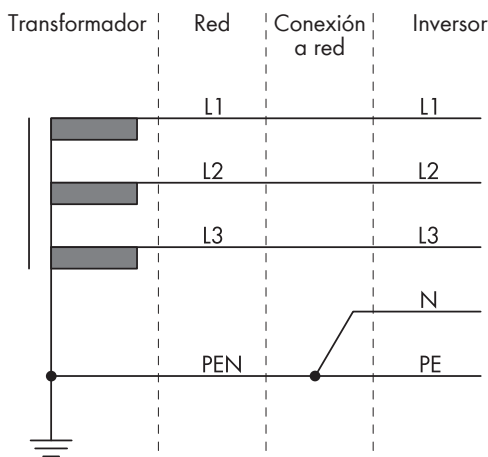 Transformador Red Conexión a red Inversor
L1 L1
L2 L2
L3 L3
N
PEN PE